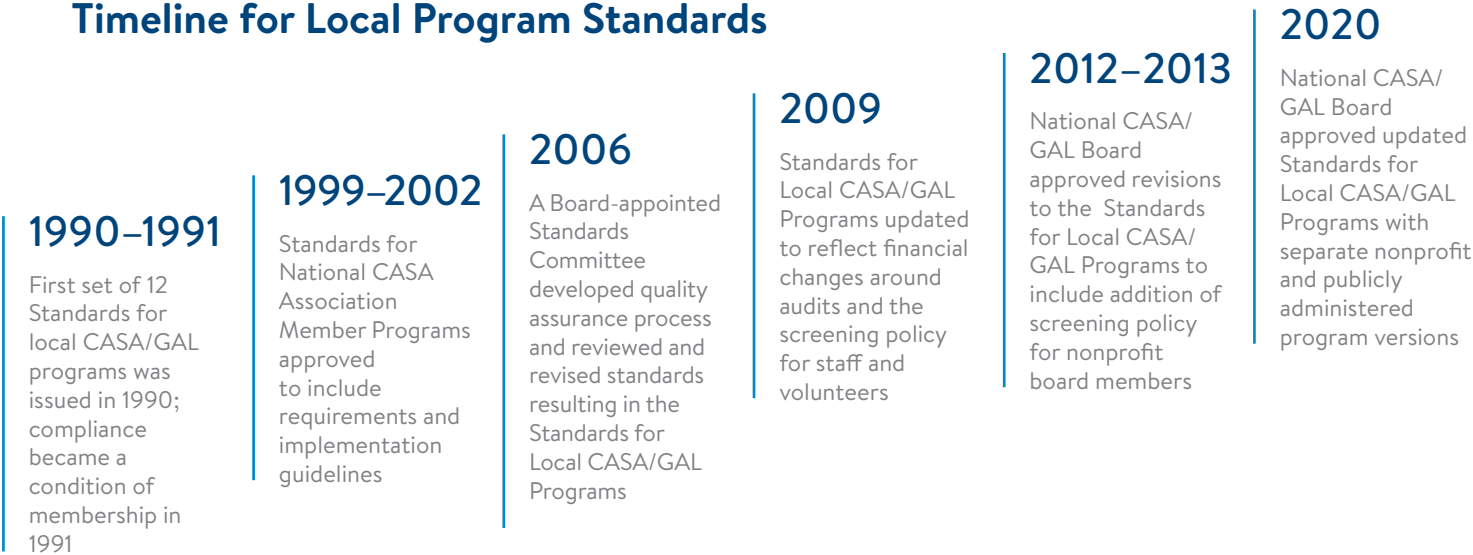 Timeline for Local Program Standards
1990–1991
First set of 12
Standards for
local CASA/GAL
programs was
issued in 1990;
compliance
became a
condition of
membership in
1991
1999–2002
Standards for
National CASA
Association
Member Programs
approved
to include
requirements and
implementation
guidelines
2006
A Board-appointed
Standards
Committee
developed quality
assurance process
and reviewed and
revised standards
resulting in the
Standards for
Local CASA/GAL
Programs
2009
Standards for
Local CASA/GAL
Programs updated
to reflect financial
changes around
audits and the
screening policy
for staff and
volunteers
2012–2013
National CASA/
GAL Board
approved revisions
to the Standards
for Local CASA/
GAL Programs to
include addition of
screening policy
for nonprofit
board members
2020
National CASA/
GAL Board
approved updated
Standards for
Local CASA/GAL
Programs with
separate nonprofit
and publicly
administered
program versions